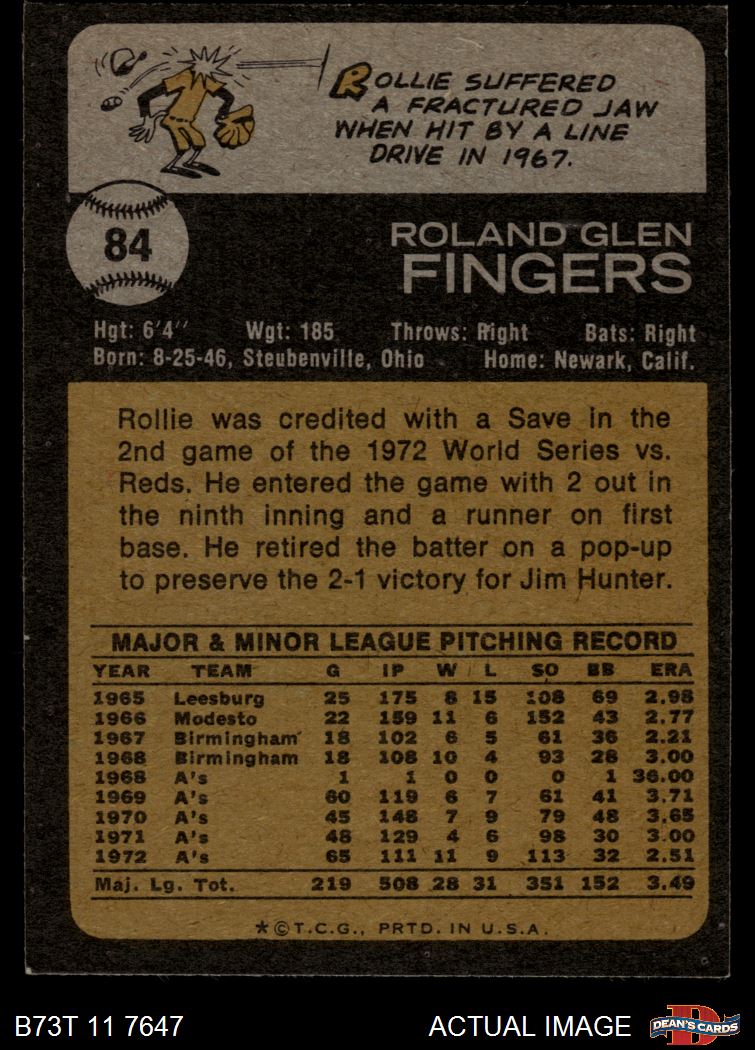 ROLLIE SUFFERED
A FRACTURED JAW
WHEN HIT BY A LINE
DRIVE IN 1967.
84
ROLAND GLEN
FINGERS
Hgt: 6'4" Wgt: 185 Throws: Right Bats: Right
Born: 8-25-46, Steubenville, Ohio Home: Newark, Calif.
Rollie was credited with a Save in the
2nd game of the 1972 World Series vs.
Reds. He entered the game with 2 out in
the ninth inning and a runner on first
base. He retired the batter on a pop-up
to preserve the 2-1 victory for Jim Hunter.
MAJOR & MINOR LEAGUE PITCHING RECORD
YEAR TEAM G IP W L SO BB ERA
1965 Leesburg 25 175 8 15 108 69 2.98
1966 Modesto 22 159 11 6 152 43 2.77
1967 Birmingham 18 102 6 5 61 36 2.21
1968 Birmingham 18 108 10 4 93 28 3.00
1968 A's 1 1 0 0 0 1 36.00
1969 A's 60 119 6 7 61 41 3.71
1970 A's 45 148 7 9 79 48 3.65
1971 A's 48 129 4 6 98 30 3.00
1972 A's 65 111 11 9 113 32 2.51
Maj. Lg. Tot. 219 508 28 31 351 152 3.49
*©T.C.G., PRTD. IN U.S.A.
B73T 11 7647 ACTUAL IMAGE DEAN'S CARDS